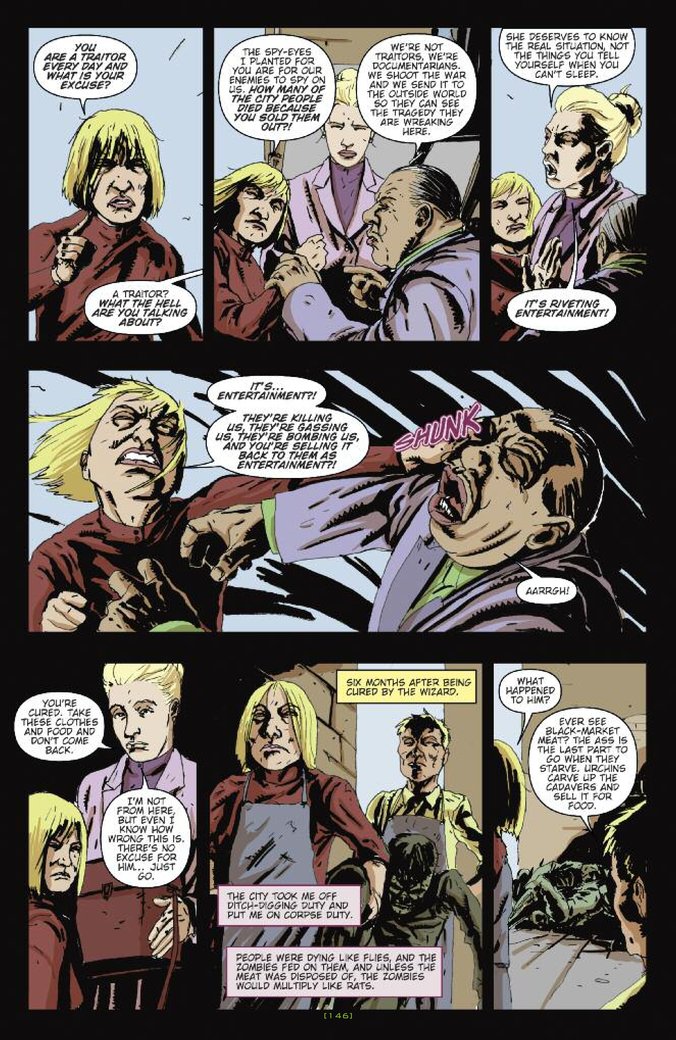 YOU
ARE A TRAITOR
EVERY DAY AND
WHAT IS YOUR
EXCUSE?
A TRAITOR?
WHAT THE HELL
ARE YOU TALKING
ABOUT?
THE SPY-EYES
I PLANTED FOR
YOU ARE FOR OUR
ENEMIES TO SPY ON
US. HOW MANY OF
THE CITY PEOPLE
DIED BECAUSE
YOU SOLD THEM
OUT?!
WE'RE NOT
TRAITORS, WE'RE
DOCUMENTARIANS.
WE SHOOT THE WAR
AND WE SEND IT TO
THE OUTSIDE WORLD
SO THEY CAN SEE
THE TRAGEDY THEY
ARE WREAKING
HERE.
SHE DESERVES TO KNOW
THE REAL SITUATION, NOT
THE THINGS YOU TELL
YOURSELF WHEN YOU
CAN'T SLEEP.
IT'S RIVETING
ENTERTAINMENT!
IT'S...
ENTERTAINMENT?!
THEY'RE KILLING
US, THEY'RE GASSING
US, THEY'RE BOMBING US,
AND YOU'RE SELLING IT
BACK TO THEM AS
ENTERTAINMENT?!
SHUNK
AARRGH!
YOU'RE
CURED. TAKE
THESE CLOTHES
AND FOOD AND
DON'T COME
BACK.
I'M NOT
FROM HERE,
BUT EVEN I
KNOW HOW
WRONG THIS IS.
THERE'S NO
EXCUSE FOR
HIM... JUST
GO.
SIX MONTHS AFTER BEING
CURED BY THE WIZARD.
THE CITY TOOK ME OFF
DITCH-DIGGING DUTY AND
PUT ME ON CORPSE DUTY.
PEOPLE WERE DYING LIKE FLIES, AND THE
ZOMBIES FED ON THEM, AND UNLESS THE
MEAT WAS DISPOSED OF, THE ZOMBIES
WOULD MULTIPLY LIKE RATS.
WHAT
HAPPENED
TO HIM?
EVER SEE
BLACK-MARKET
MEAT? THE ASS IS
THE LAST PART TO
GO WHEN THEY
STARVE. URCHINS
CARVE UP THE
CADAVERS AND
SELL IT FOR
FOOD.
[146]